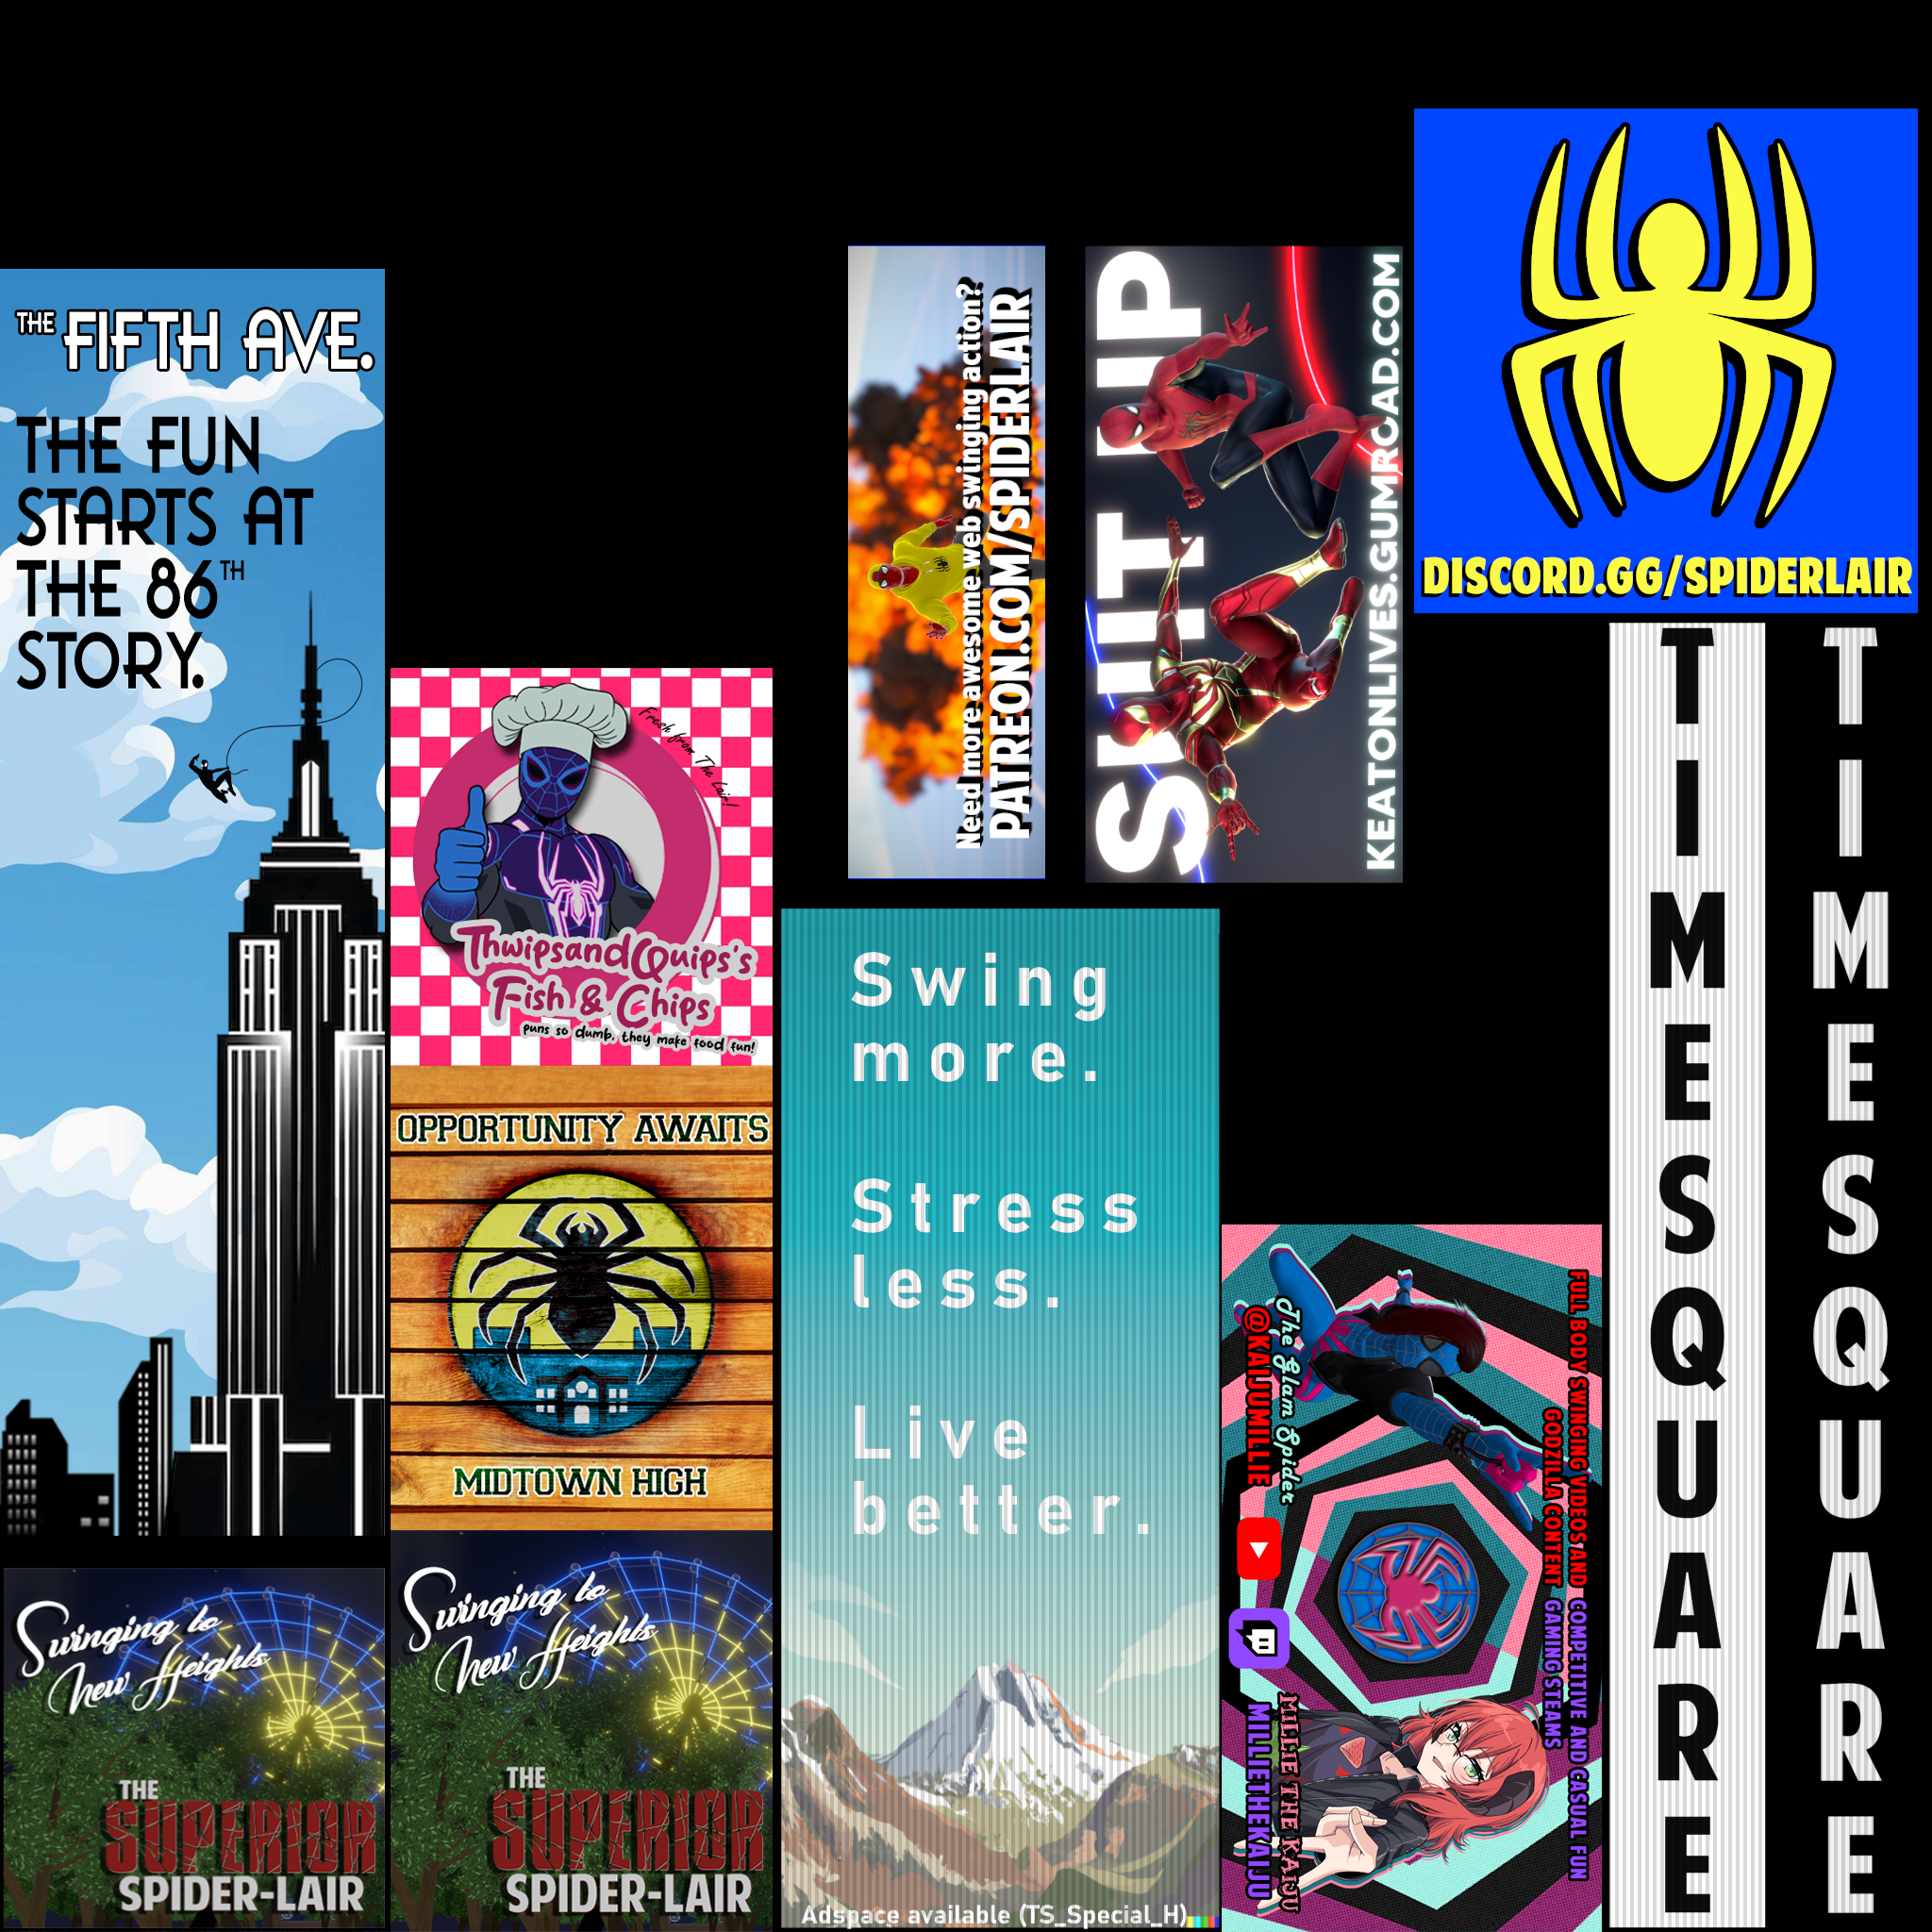 THE FIFTH AVE.
THE FUN
STARTS AT
THE 86TH
STORY.
Swinging to
New Heights
THE
SUPERIOR
SPIDER-LAIR
Fresh from The Lair!
ThwipsandQuips's
Fish & Chips
puns so dumb, they make food fun!
OPPORTUNITY AWAITS
MIDTOWN HIGH
Swinging to
New Heights
THE
SUPERIOR
SPIDER-LAIR
Need more awesome web swinging action?
PATREON.COM/SPIDERLAIR
SUIT UP
KEATONLIVES.GUMROAD.COM
DISCORD.GG/SPIDERLAIR
Swing
more.
Stress
less.
Live
better.
Adspace available (TS_Special_H)
FULL BODY SWINGING VIDEOS AND
GODZILLA CONTENT
The Glam Spider
@KAIJUMILLIE
COMPETITIVE AND CASUAL FUN
GAMING STEAMS
MILLIE THE KAIJU
MILLIETHEKAIJU
TIMESQUARE
TIMESQUARE